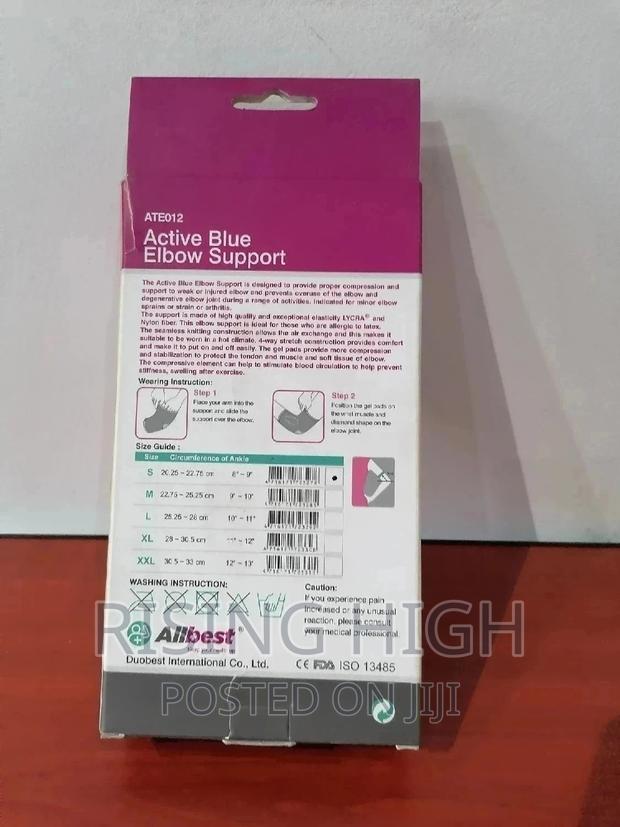 ATE012
Active Blue
Elbow Support
The Active Blue Elbow Support is designed to provide proper compression and
support to weak or injured elbow and prevents overuse of the elbow and
degenerative elbow joint during a range of activities. Indicated for minor elbow
sprains or strain or arthritis.
The support is made of high quality and exceptional elasticity LYCRA® and
Nylon fiber. This elbow support is ideal for those who are allergic to latex.
The seamless knitting construction allows the air exchange and this makes it
suitable to be worn in a hot climate. 4-way stretch construction provides comfort
and make it to put on and off easily. The gel pads provide more compression
and stabilization to protect the tendon and muscle and soft tissue of elbow.
The compressive element can help to stimulate blood circulation to help prevent
stiffness, swelling after exercise.
Wearing Instruction:
Step 1
Place your arm into the
support and slide the
support over the elbow.
Step 2
Position the gel pads on
the wrist muscle and
diamond shape on the
elbow joint.
Size Guide :
Size Circumference of Ankle
S 20.25 – 22.75 cm 8" – 9"
M 22.75 – 25.25 cm 9" – 10"
L 25.25 – 28 cm 10" – 11"
XL 28 – 30.5 cm 11" – 12"
XXL 30.5 – 33 cm 12" – 13"
WASHING INSTRUCTION:
Caution:
If you experience pain
increased or any unusual
reaction, please consult
your medical professional.
Allbest®
Duobest International Co., Ltd.
CE FDA ISO 13485
RISING HIGH
POSTED ON JIJI